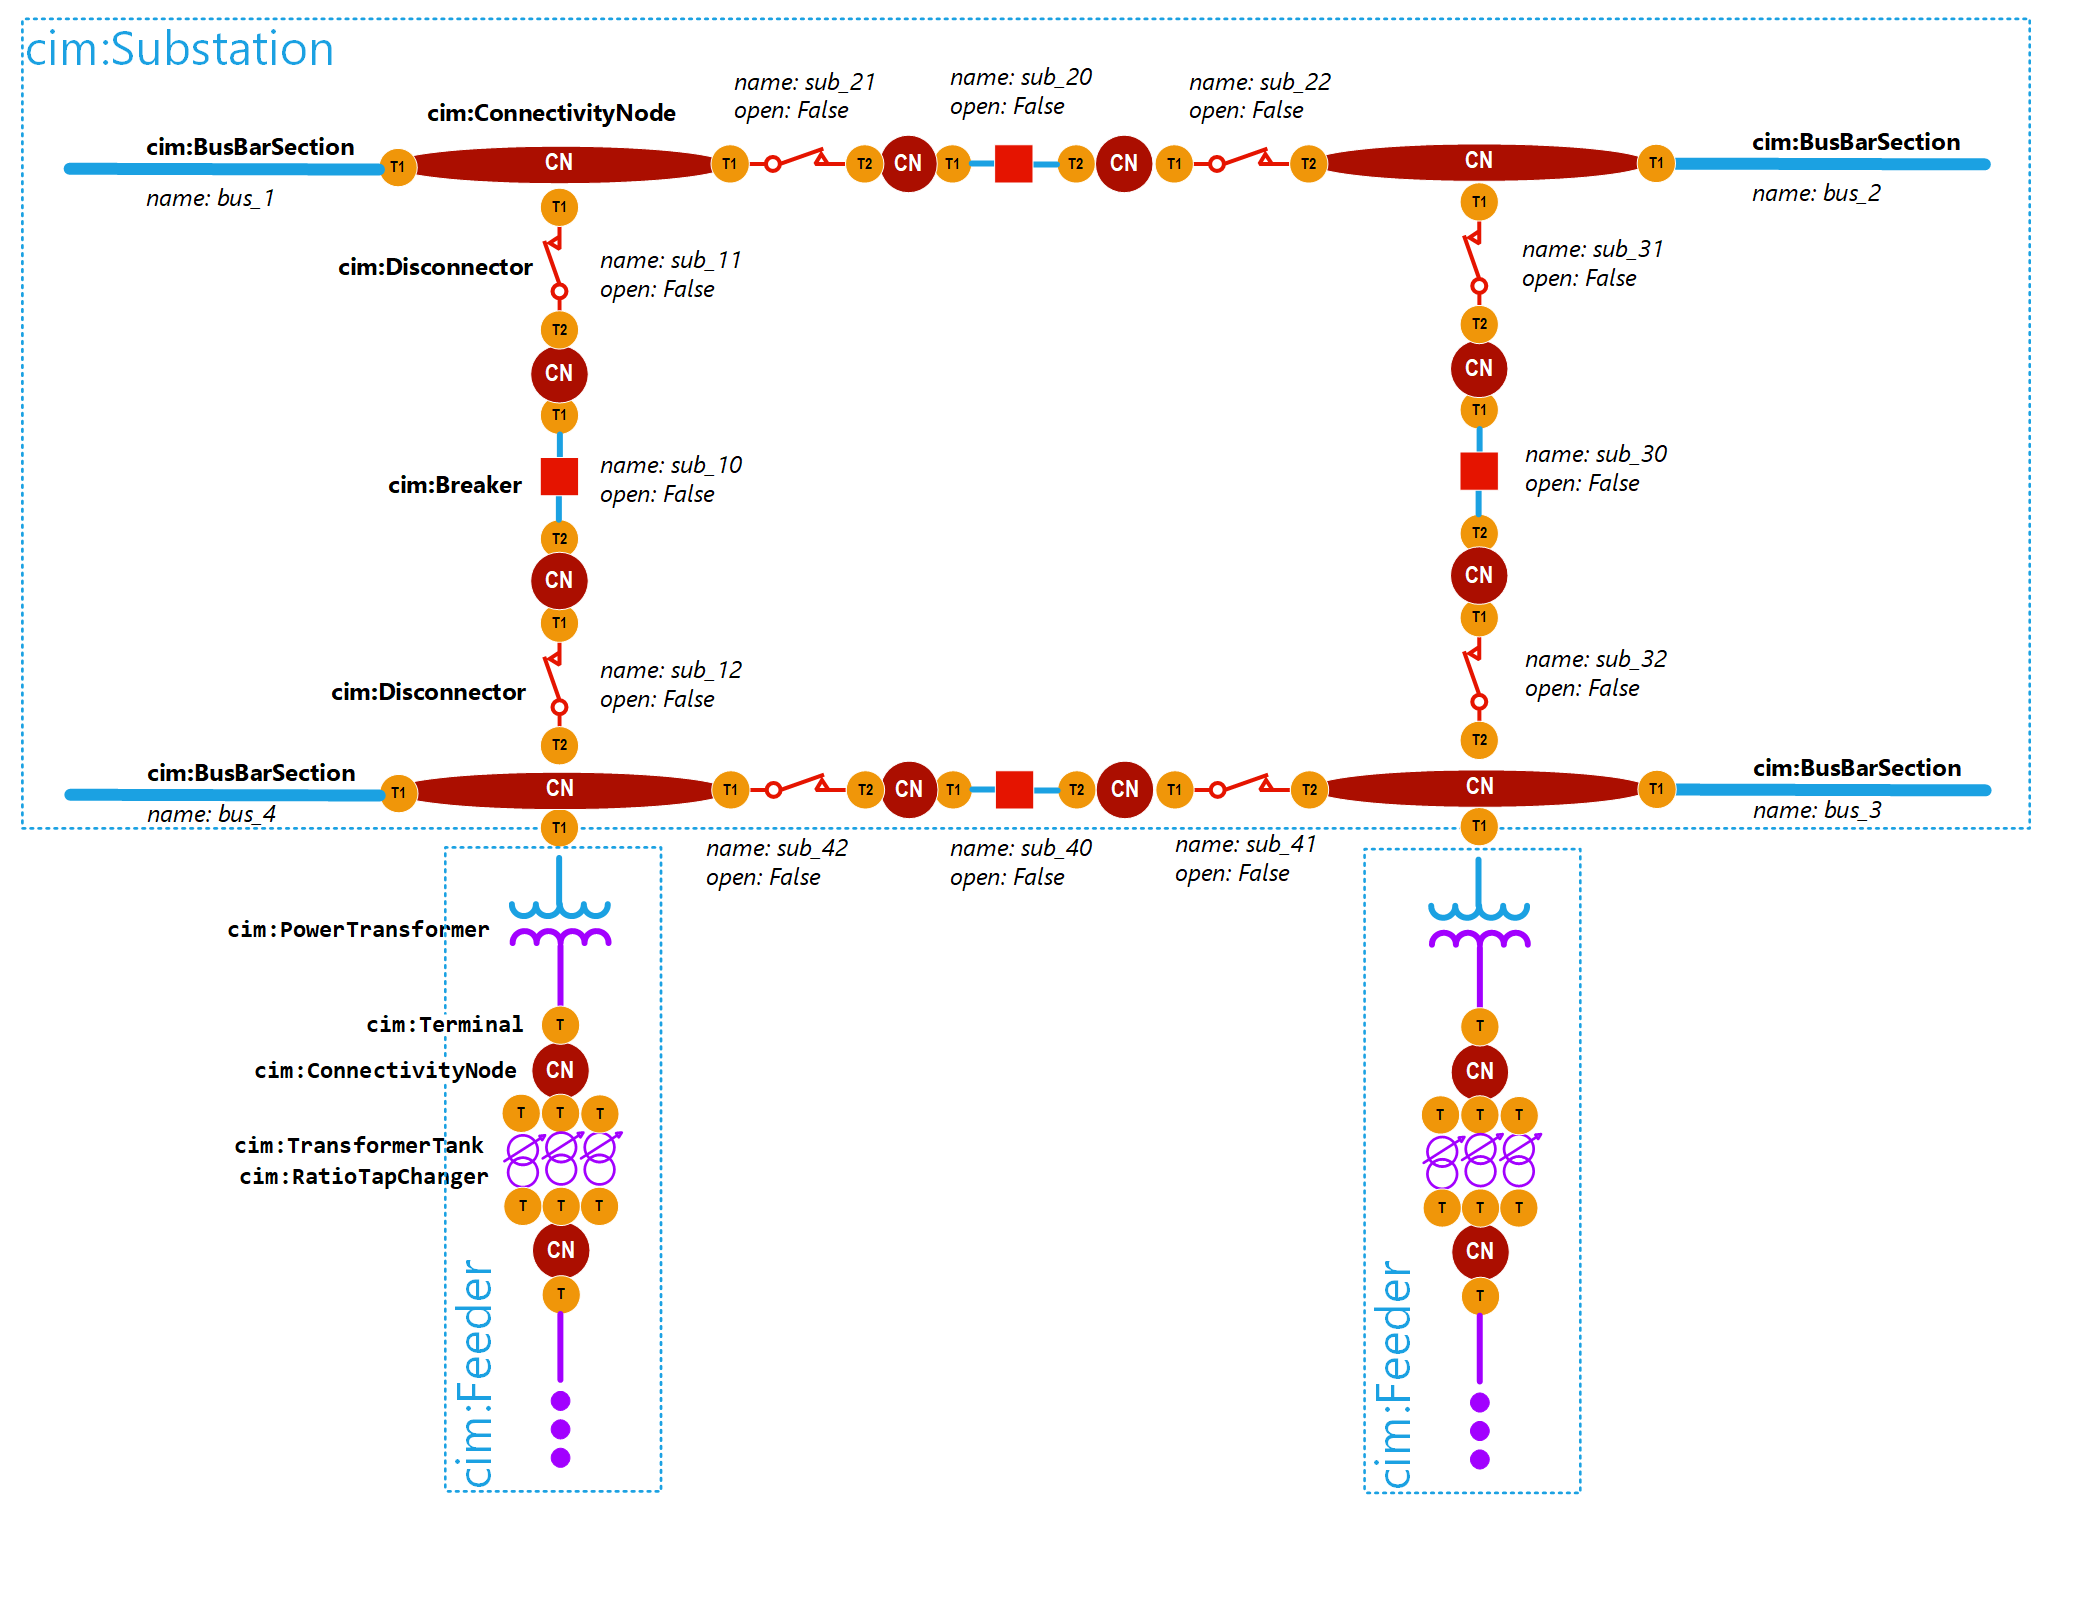 cim:Substation
name: sub_21
open: False
name: sub_20
open: False
name: sub_22
open: False
cim:ConnectivityNode
cim:BusBarSection
name: bus_1
cim:BusBarSection
name: bus_2
T1
CN
T1
T2
CN
T1
T2
CN
T1
T2
CN
T1
T1
T1
cim:Disconnector
name: sub_11
open: False
name: sub_31
open: False
T2
T2
CN
CN
T1
T1
cim:Breaker
name: sub_10
open: False
name: sub_30
open: False
T2
T2
CN
CN
T1
T1
cim:Disconnector
name: sub_12
open: False
name: sub_32
open: False
T2
T2
cim:BusBarSection
name: bus_4
cim:BusBarSection
name: bus_3
T1
CN
T1
T2
CN
T1
T2
CN
T1
T2
CN
T1
T1
T1
name: sub_42
open: False
name: sub_40
open: False
name: sub_41
open: False
cim:PowerTransformer
cim:Terminal
T
T
cim:ConnectivityNode
CN
CN
T T T
T T T
cim:TransformerTank
cim:RatioTapChanger
T T T
T T T
CN
CN
T
T
cim:Feeder
cim:Feeder